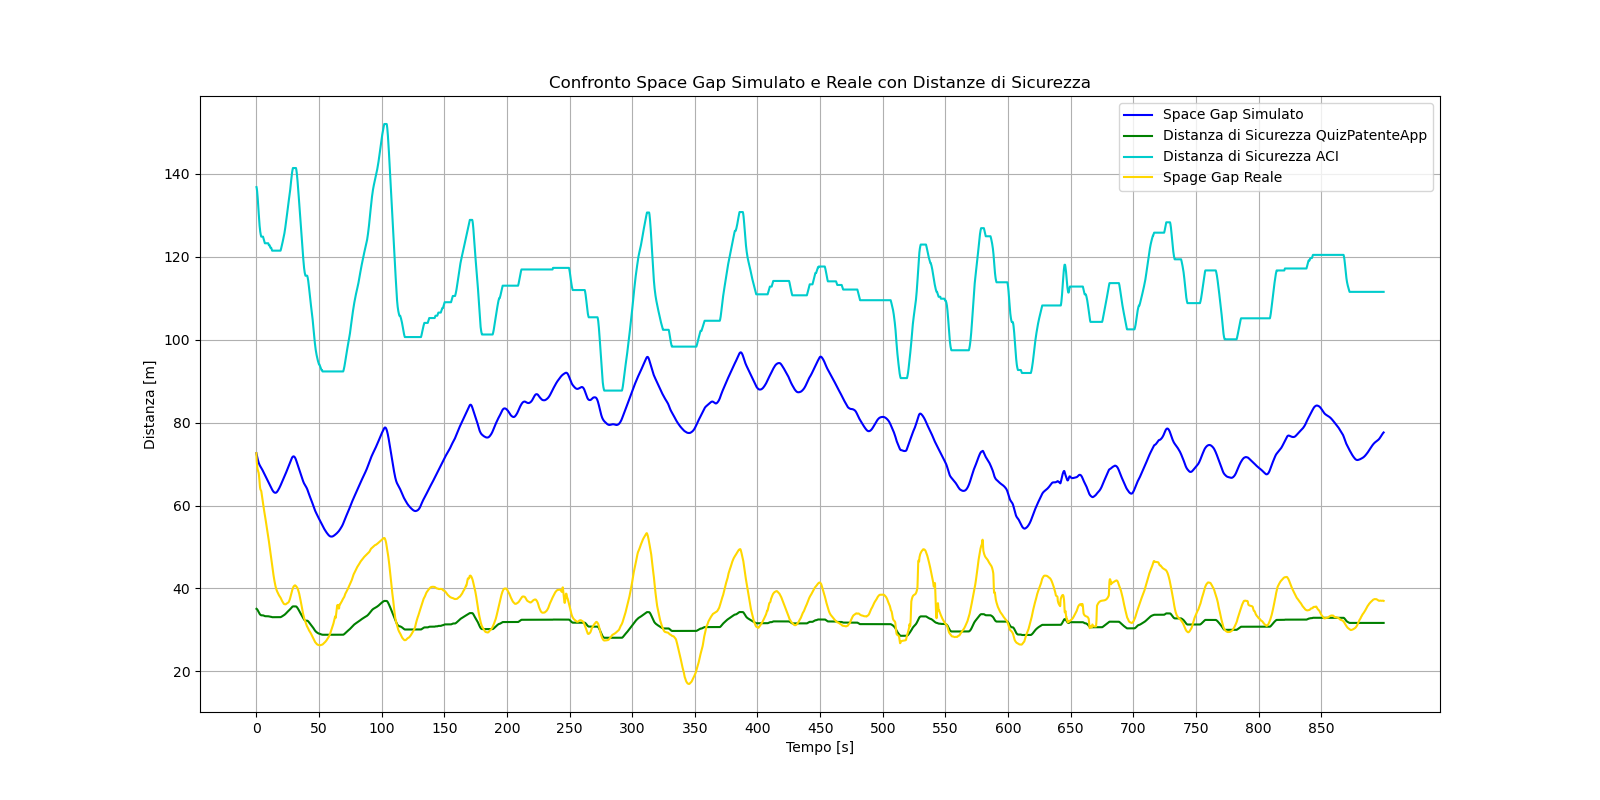 Confronto Space Gap Simulato e Reale con Distanze di Sicurezza
Space Gap Simulato
Distanza di Sicurezza QuizPatenteApp
Distanza di Sicurezza ACI
Spage Gap Reale
Distanza [m]
140
120
100
80
60
40
20
0 50 100 150 200 250 300 350 400 450 500 550 600 650 700 750 800 850
Tempo [s]